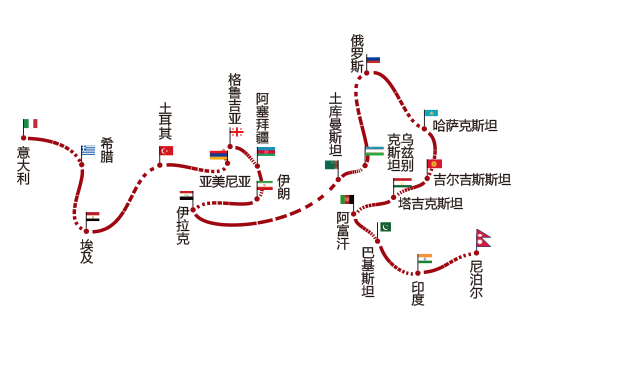 意大利
希腊
埃及
土耳其
格鲁吉亚
亚美尼亚
阿塞拜疆
伊朗
伊拉克
土库曼斯坦
乌兹别克斯坦
俄罗斯
哈萨克斯坦
吉尔吉斯斯坦
塔吉克斯坦
阿富汗
巴基斯坦
印度
尼泊尔